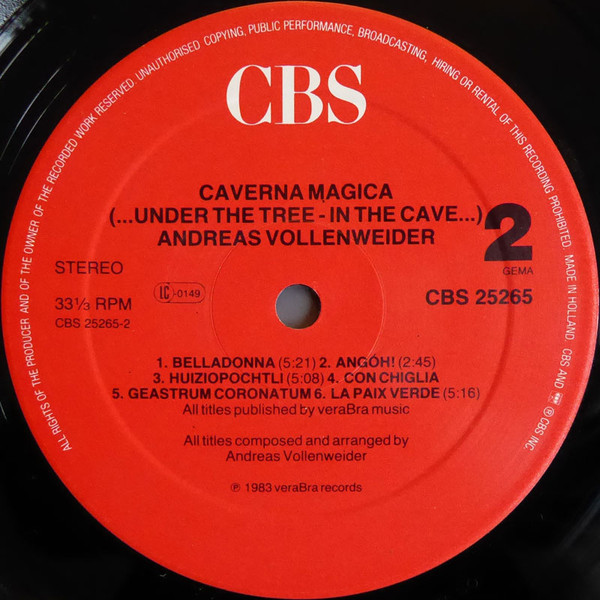 CBS
CAVERNA MAGICA
(...UNDER THE TREE - IN THE CAVE...)
ANDREAS VOLLENWEIDER
2
GEMA
STEREO
33⅓ RPM
CBS 25265-2
LC-0149
CBS 25265
1. BELLADONNA (5:21) 2. ANGOH! (2:45)
3. HUIZIOPOCHTLI (5:08) 4. CON CHIGLIA
5. GEASTRUM CORONATUM 6. LA PAIX VERDE (5:16)
All titles published by veraBra music
All titles composed and arranged by
Andreas Vollenweider
℗ 1983 veraBra records
ALL RIGHTS OF THE PRODUCER AND OF THE OWNER OF THE RECORDED WORK RESERVED. UNAUTHORISED COPYING, PUBLIC PERFORMANCE, BROADCASTING, HIRING OR RENTAL OF THIS RECORDING PROHIBITED. MADE IN HOLLAND. CBS AND ® CBS INC.